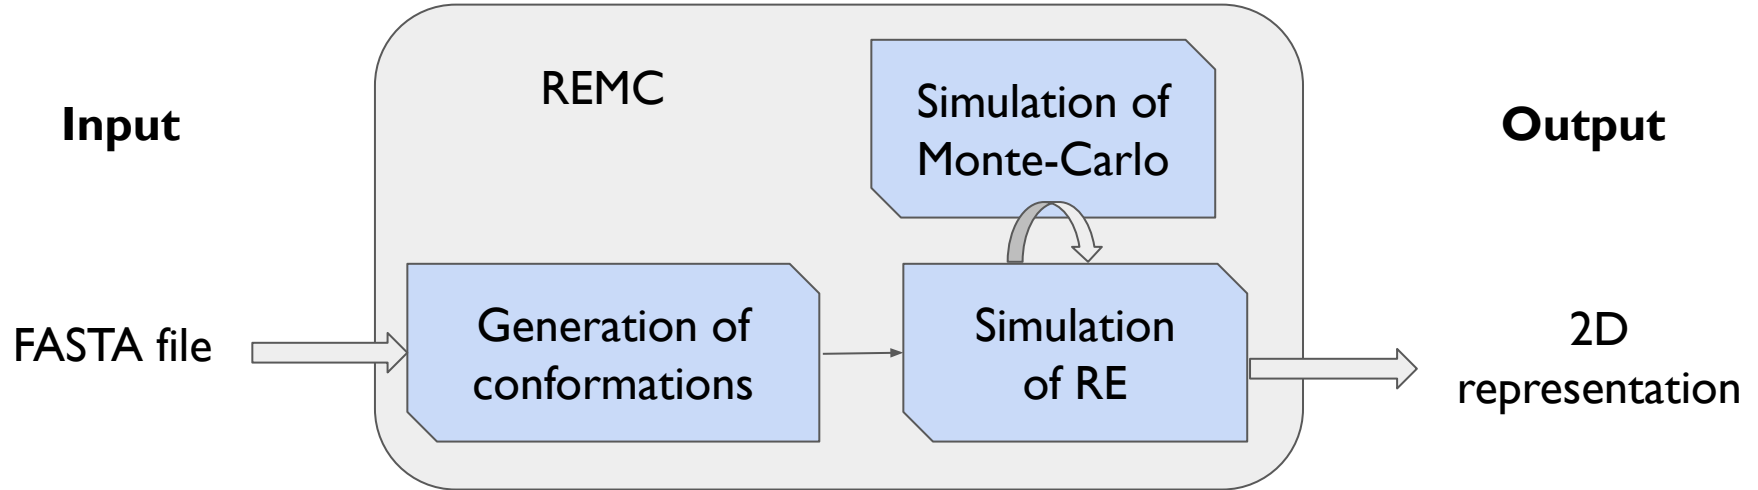 Input
FASTA file
REMC
Generation of
conformations
Simulation of
Monte-Carlo
Simulation
of RE
Output
2D
representation